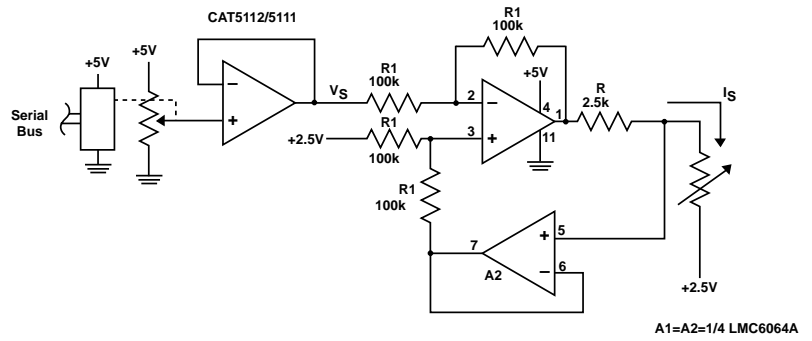 CAT5112/5111
+5V
+5V
Serial
Bus
−
+
VS
R1
100k
R1
100k
+2.5V
R1
100k
R1
100k
2
−
3
+
+5V
4
1
11
R
2.5k
IS
+
5
−
6
7
A2
+2.5V
A1=A2=1/4 LMC6064A